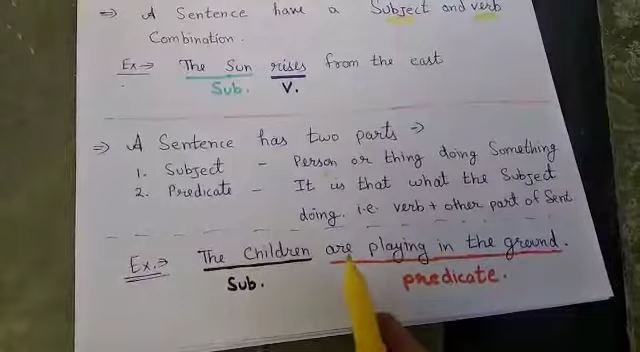 ⇒ A Sentence have a Subject and verb
Combination.
Ex⇒ The Sun rises from the east
Sub. V.
⇒ A Sentence has two parts ⇒
1. Subject – Person or thing doing Something
2. Predicate – It is that what the Subject
doing. i.e. verb + other part of Sent
Ex.⇒ The Children are playing in the ground.
Sub. predicate.